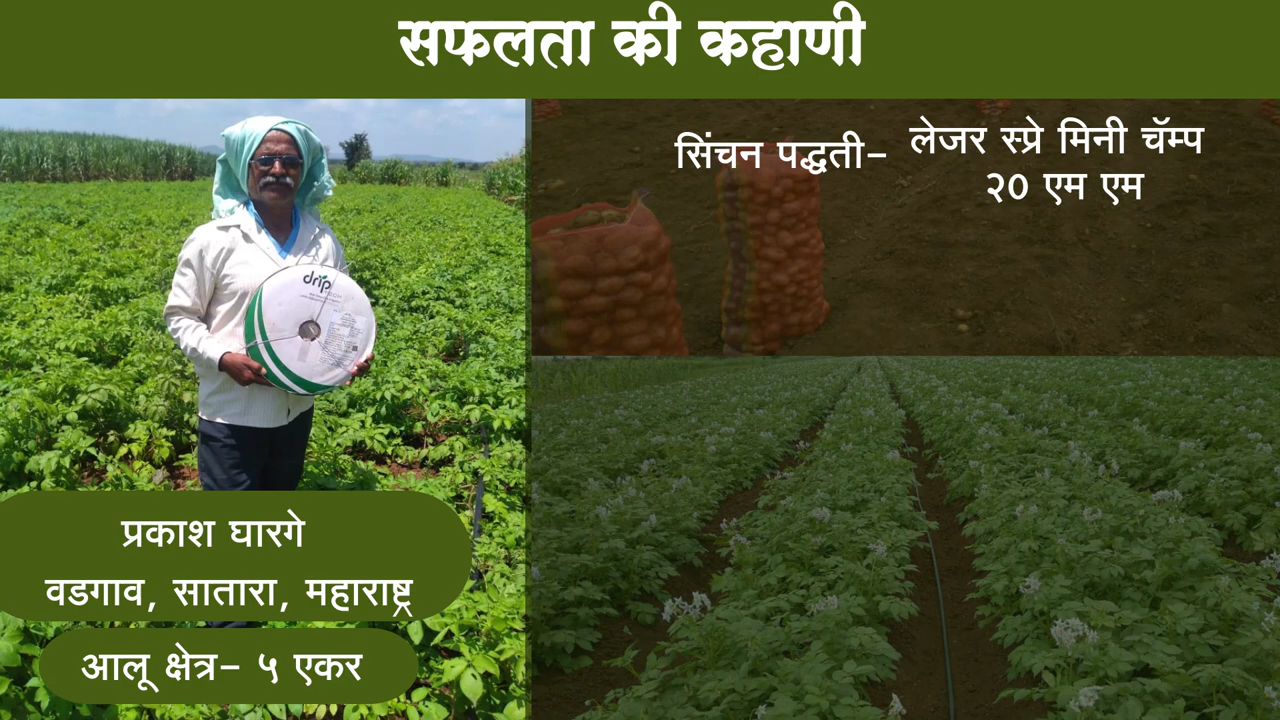 सफलता की कहाणी
सिंचन पद्धती- लेजर स्प्रे मिनी चॅम्प
२० एम एम
drip
प्रकाश घारगे
वडगाव, सातारा, महाराष्ट्र
आलू क्षेत्र- ५ एकर